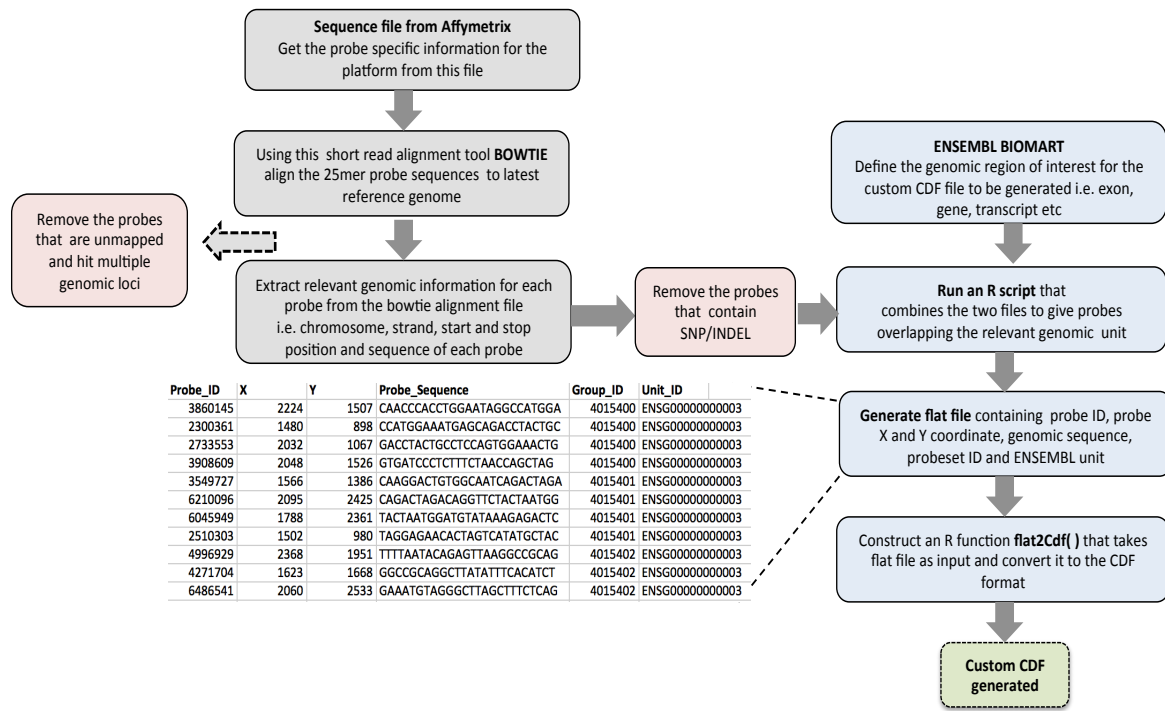 Sequence file from Affymetrix
Get the probe specific information for the
platform from this file
Using this short read alignment tool BOWTIE
align the 25mer probe sequences to latest
reference genome
Remove the probes
that are unmapped
and hit multiple
genomic loci
Extract relevant genomic information for each
probe from the bowtie alignment file
i.e. chromosome, strand, start and stop
position and sequence of each probe
Remove the probes
that contain
SNP/INDEL
ENSEMBL BIOMART
Define the genomic region of interest for the
custom CDF file to be generated i.e. exon,
gene, transcript etc
Run an R script that
combines the two files to give probes
overlapping the relevant genomic unit
Generate flat file containing probe ID, probe
X and Y coordinate, genomic sequence,
probeset ID and ENSEMBL unit
Construct an R function flat2Cdf( ) that takes
flat file as input and convert it to the CDF
format
Custom CDF
generated
Probe_ID X Y Probe_Sequence Group_ID Unit_ID
3860145 2224 1507 CAACCCACCTGGAATAGGCCATGGA 4015400 ENSG00000000003
2300361 1480 898 CCATGGAAATGAGCAGACCTACTGC 4015400 ENSG00000000003
2733553 2032 1067 GACCTACTGCCTCCAGTGGAAACTG 4015400 ENSG00000000003
3908609 2048 1526 GTGATCCCTCTTTCTAACCAGCTAG 4015400 ENSG00000000003
3549727 1566 1386 CAAGGACTGTGGCAATCAGACTAGA 4015401 ENSG00000000003
6210096 2095 2425 CAGACTAGACAGGTTCTACTAATGG 4015401 ENSG00000000003
6045949 1788 2361 TACTAATGGATGTATAAAGAGACTC 4015401 ENSG00000000003
2510303 1502 980 TAGGAGAACACTAGTCATATGCTAC 4015401 ENSG00000000003
4996929 2368 1951 TTTTAATACAGAGTTAAGGCCGCAG 4015402 ENSG00000000003
4271704 1623 1668 GGCCGCAGGCTTATATTTCACATCT 4015402 ENSG00000000003
6486541 2060 2533 GAAATGTAGGGCTTAGCTTTCTCAG 4015402 ENSG00000000003